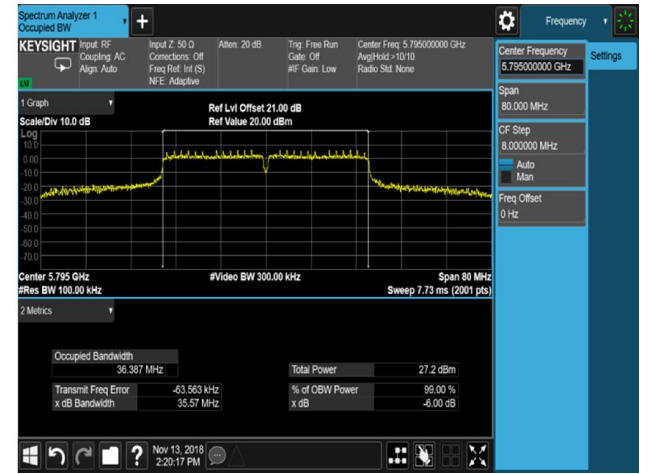 Spectrum Analyzer 1
Occupied BW
+
Frequency
KEYSIGHT
Input: RF
Coupling: AC
Align: Auto
Input Z: 50 Ω
Corrections: Off
Freq Ref: Int (S)
NFE: Adaptive
Atten: 20 dB
Trig: Free Run
Gate: Off
#IF Gain: Low
Center Freq: 5.795000000 GHz
Avg|Hold:>10/10
Radio Std: None
Center Frequency
5.795000000 GHz
Settings
Span
80.000 MHz
CF Step
8.000000 MHz
Auto
Man
Freq Offset
0 Hz
1 Graph
Scale/Div 10.0 dB
Ref Lvl Offset 21.00 dB
Ref Value 20.00 dBm
Log
10.0
0.00
-10.0
-20.0
-30.0
-40.0
-50.0
-60.0
-70.0
Center 5.795 GHz
#Video BW 300.00 kHz
Span 80 MHz
#Res BW 100.00 kHz
Sweep 7.73 ms (2001 pts)
2 Metrics
Occupied Bandwidth
36.387 MHz
Total Power 27.2 dBm
Transmit Freq Error -63.563 kHz
% of OBW Power 99.00 %
x dB Bandwidth 35.57 MHz
x dB -6.00 dB
?
Nov 13, 2018
2:20:17 PM